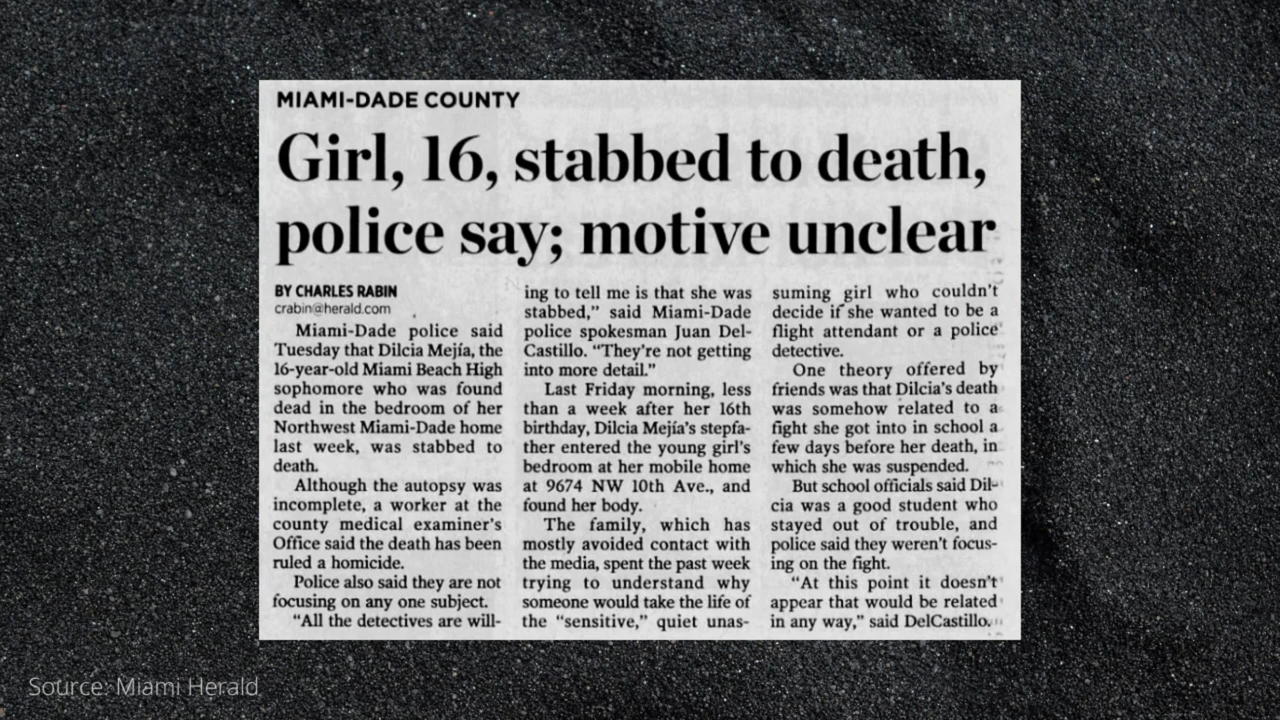 MIAMI-DADE COUNTY
Girl, 16, stabbed to death,
police say; motive unclear
BY CHARLES RABIN
crabin@herald.com
Miami-Dade police said
Tuesday that Dilcia Mejía, the
16-year-old Miami Beach High
sophomore who was found
dead in the bedroom of her
Northwest Miami-Dade home
last week, was stabbed to
death.
Although the autopsy was
incomplete, a worker at the
county medical examiner's
Office said the death has been
ruled a homicide.
Police also said they are not
focusing on any one subject.
"All the detectives are will-
ing to tell me is that she was
stabbed," said Miami-Dade
police spokesman Juan Del-
Castillo. "They're not getting
into more detail."
Last Friday morning, less
than a week after her 16th
birthday, Dilcia Mejía's stepfa-
ther entered the young girl's
bedroom at her mobile home
at 9674 NW 10th Ave., and
found her body.
The family, which has
mostly avoided contact with
the media, spent the past week
trying to understand why
someone would take the life of
the "sensitive," quiet unas-
suming girl who couldn't
decide if she wanted to be a
flight attendant or a police
detective.
One theory offered by
friends was that Dilcia's death
was somehow related to a
fight she got into in school a
few days before her death, in
which she was suspended.
But school officials said Dil-
cia was a good student who
stayed out of trouble, and
police said they weren't focus-
ing on the fight.
"At this point it doesn't
appear that would be related
in any way," said DelCastillo.
Source: Miami Herald